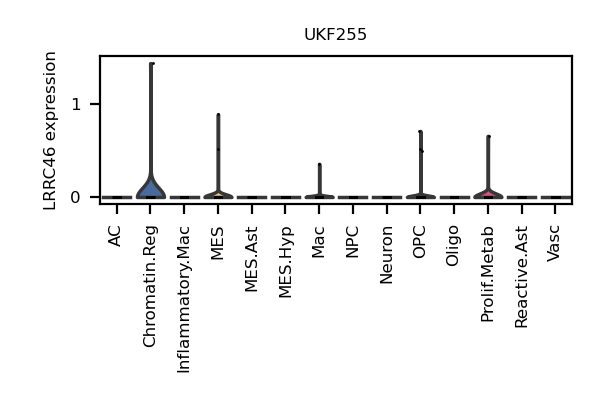 UKF255
LRRC46 expression
1
0
AC
Chromatin.Reg
Inflammatory.Mac
MES
MES.Ast
MES.Hyp
Mac
NPC
Neuron
OPC
Oligo
Prolif.Metab
Reactive.Ast
Vasc